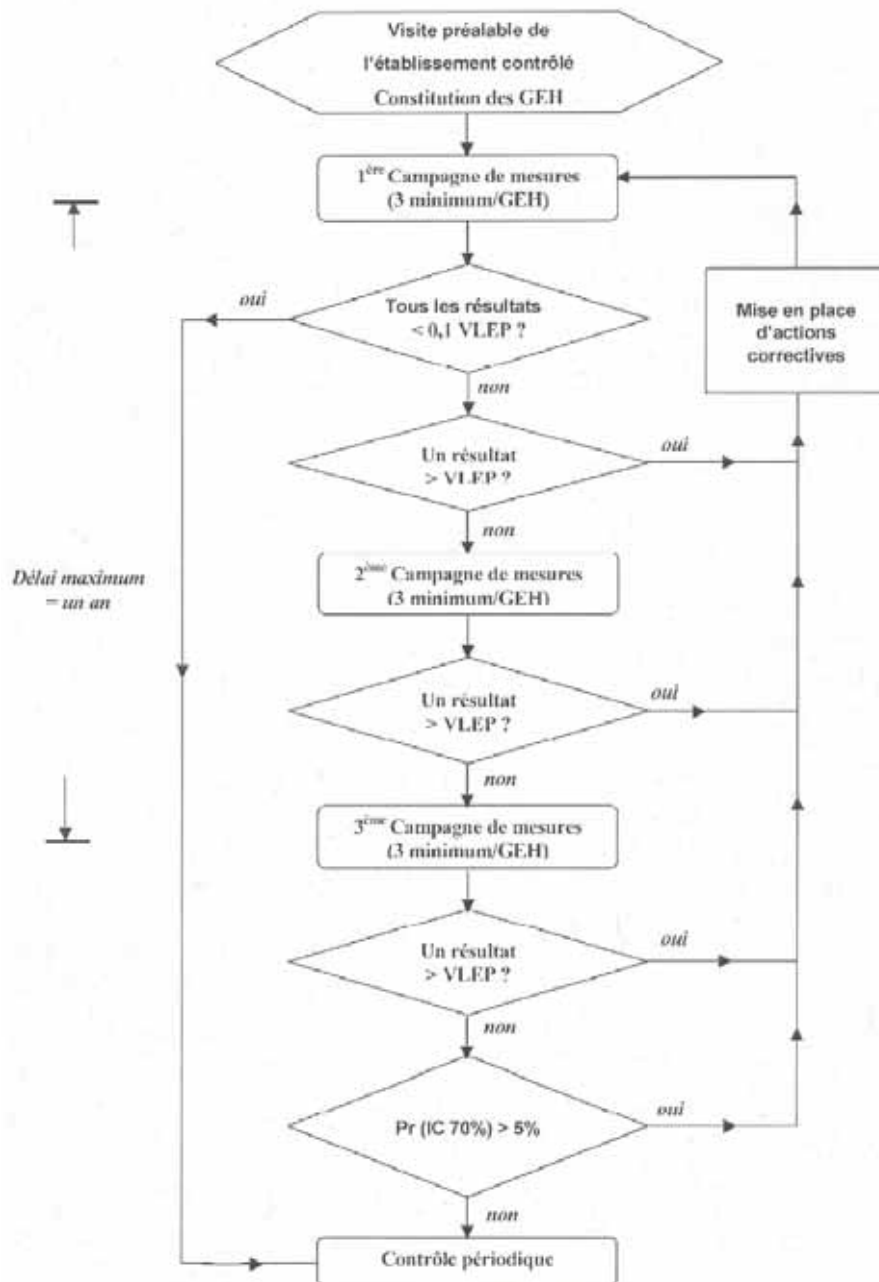 Visite préalable de
l'établissement contrôlé
Constitution des GEH
1ère Campagne de mesures
(3 minimum/GEH)
oui
Tous les résultats
< 0,1 VLEP ?
Mise en place
d'actions
correctives
non
Un résultat
> VLEP ?
oui
non
Délai maximum
= un an
2ème Campagne de mesures
(3 minimum/GEH)
Un résultat
> VLEP ?
oui
non
3ème Campagne de mesures
(3 minimum/GEH)
Un résultat
> VLEP ?
oui
non
Pr (IC 70%) > 5%
oui
non
Contrôle périodique